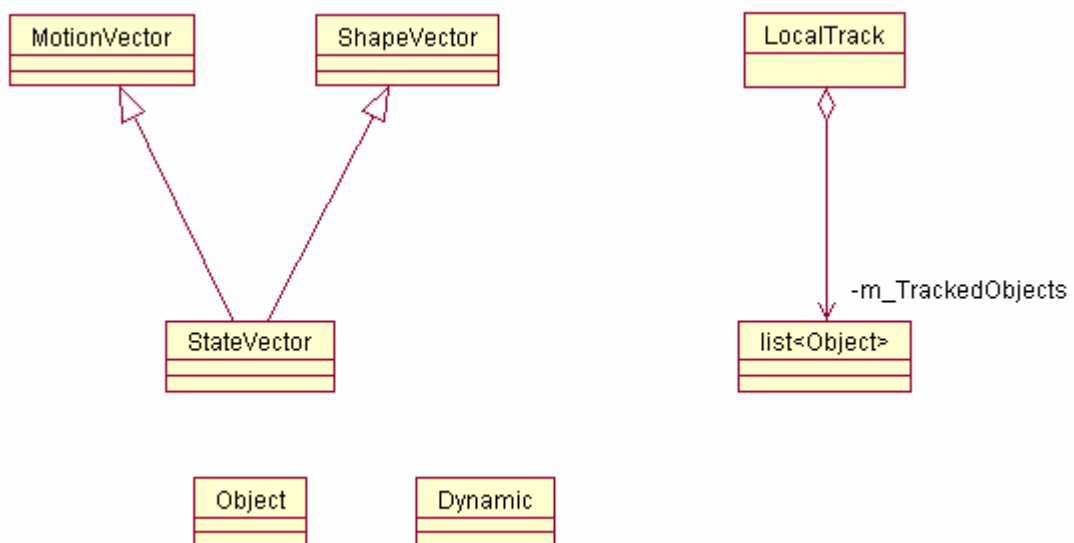 MotionVector
ShapeVector
LocalTrack
-m_TrackedObjects
StateVector
list<Object>
Object
Dynamic